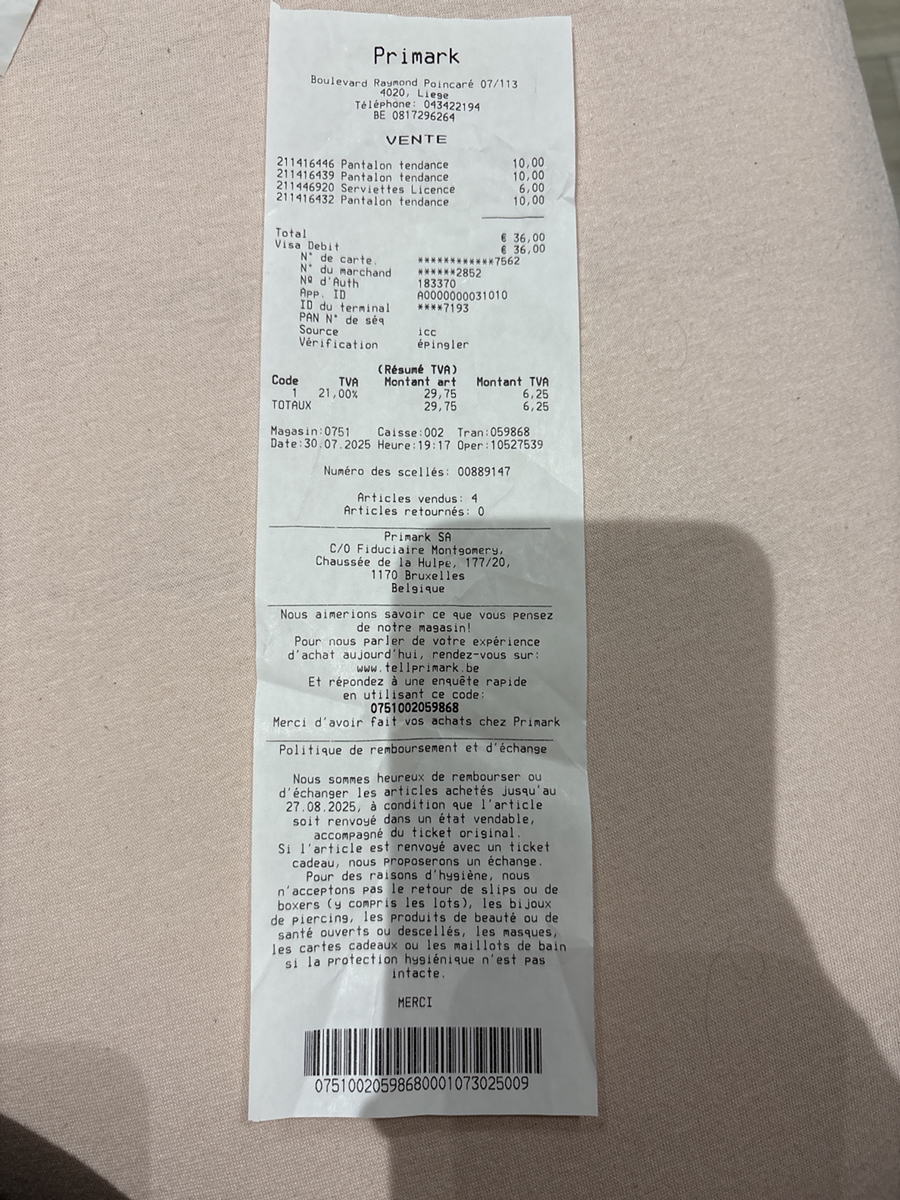 Primark
Boulevard Raymond Poincaré 07/113
4020, Liege
Téléphone: 043422194
BE 0817296264
VENTE
211416446 Pantalon tendance 10,00
211416439 Pantalon tendance 10,00
211446920 Serviettes Licence 6,00
211416432 Pantalon tendance 10,00
Total € 36,00
Visa Debit € 36,00
N° de carte. ************7562
N° du marchand ******2852
Nº d'Auth 183370
App. ID A0000000031010
ID du terminal ****7193
PAN N° de séq
Source icc
Vérification épingler
(Résumé TVA)
Code TVA Montant art Montant TVA
1 21,00% 29,75 6,25
TOTAUX 29,75 6,25
Magasin:0751 Caisse:002 Tran:059868
Date:30.07.2025 Heure:19:17 Oper:10527539
Numéro des scellés: 00889147
Articles vendus: 4
Articles retournés: 0
Primark SA
C/O Fiduciaire Montgomery,
Chaussée de la Hulpe, 177/20,
1170 Bruxelles
Belgique
Nous aimerions savoir ce que vous pensez
de notre magasin!
Pour nous parler de votre expérience
d'achat aujourd'hui, rendez-vous sur:
www.tellprimark.be
Et répondez à une enquête rapide
en utilisant ce code:
0751002059868
Merci d'avoir fait vos achats chez Primark
Politique de remboursement et d'échange
Nous sommes heureux de rembourser ou
d'échanger les articles achetés jusqu'au
27.08.2025, à condition que l'article
soit renvoyé dans un état vendable,
accompagné du ticket original.
Si l'article est renvoyé avec un ticket
cadeau, nous proposerons un échange.
Pour des raisons d'hygiène, nous
n'acceptons pas le retour de slips ou de
boxers (y compris les lots), les bijoux
de piercing, les produits de beauté ou de
santé ouverts ou descellés, les masques,
les cartes cadeaux ou les maillots de bain
si la protection hygiénique n'est pas
intacte.
MERCI
07510020598680001073025009